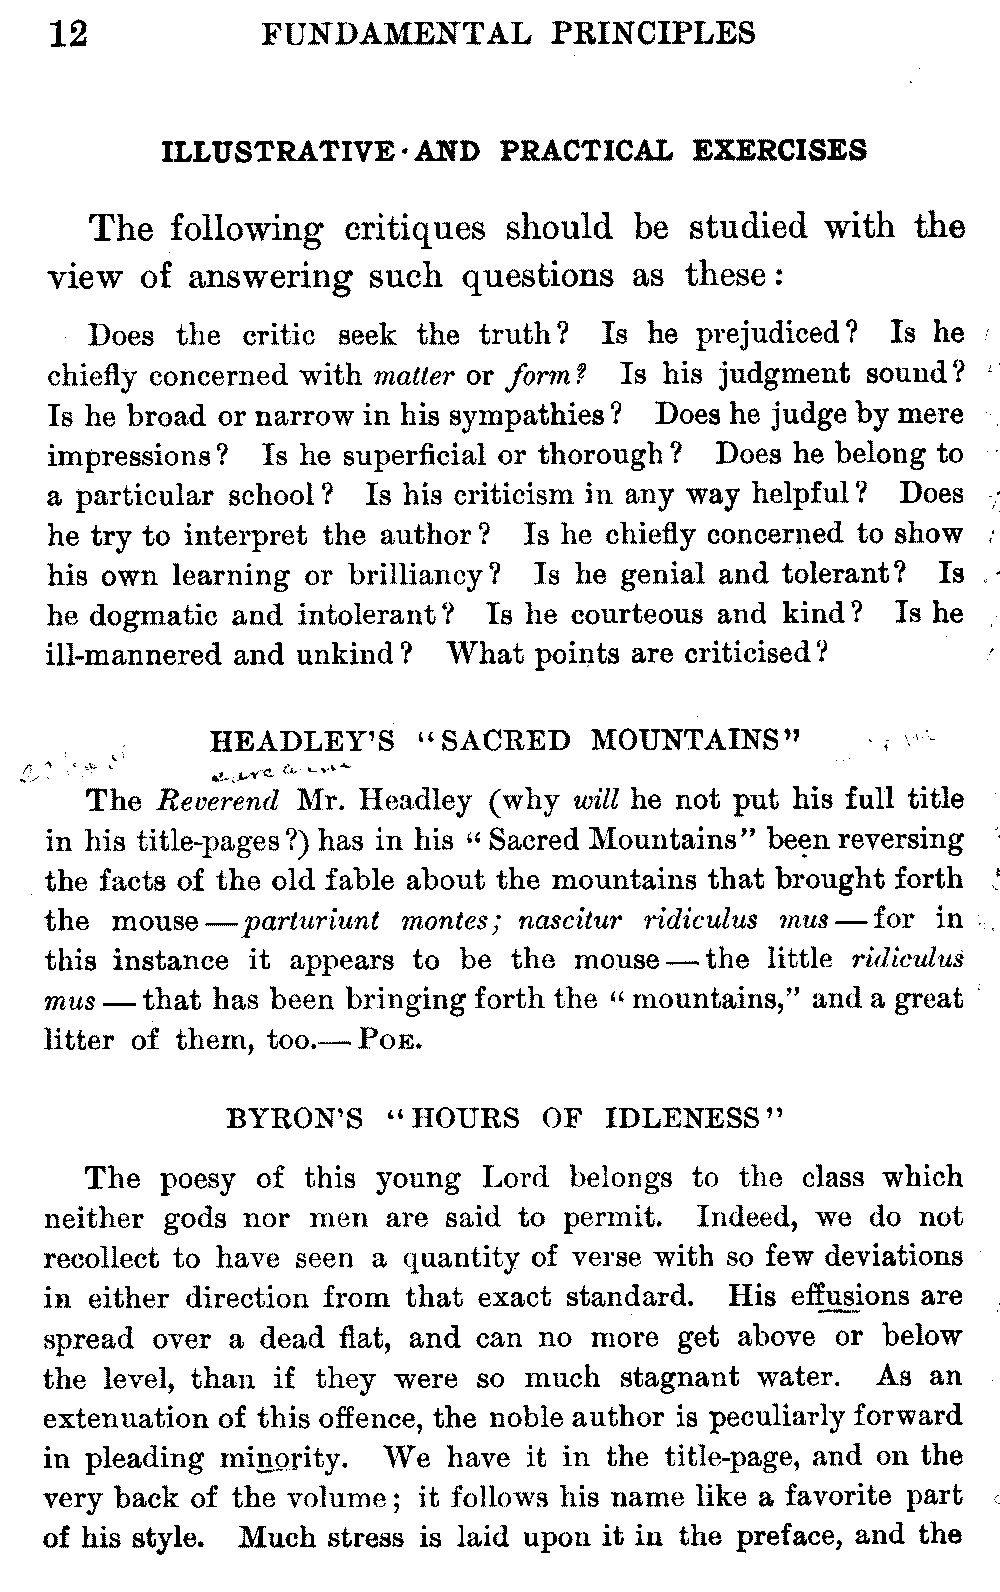 12 FUNDAMENTAL PRINCIPLES
ILLUSTRATIVE · AND PRACTICAL EXERCISES
The following critiques should be studied with the
view of answering such questions as these:
Does the critic seek the truth? Is he prejudiced? Is he
chiefly concerned with matter or form? Is his judgment sound?
Is he broad or narrow in his sympathies? Does he judge by mere
impressions? Is he superficial or thorough? Does he belong to
a particular school? Is his criticism in any way helpful? Does
he try to interpret the author? Is he chiefly concerned to show
his own learning or brilliancy? Is he genial and tolerant? Is
he dogmatic and intolerant? Is he courteous and kind? Is he
ill-mannered and unkind? What points are criticised?
HEADLEY'S “SACRED MOUNTAINS”
The Reverend Mr. Headley (why will he not put his full title
in his title-pages?) has in his “Sacred Mountains” been reversing
the facts of the old fable about the mountains that brought forth
the mouse—parturiunt montes; nascitur ridiculus mus—for in
this instance it appears to be the mouse—the little ridiculus
mus—that has been bringing forth the “mountains,” and a great
litter of them, too.—POE.
BYRON'S “HOURS OF IDLENESS”
The poesy of this young Lord belongs to the class which
neither gods nor men are said to permit. Indeed, we do not
recollect to have seen a quantity of verse with so few deviations
in either direction from that exact standard. His effusions are
spread over a dead flat, and can no more get above or below
the level, than if they were so much stagnant water. As an
extenuation of this offence, the noble author is peculiarly forward
in pleading minority. We have it in the title-page, and on the
very back of the volume; it follows his name like a favorite part
of his style. Much stress is laid upon it in the preface, and the